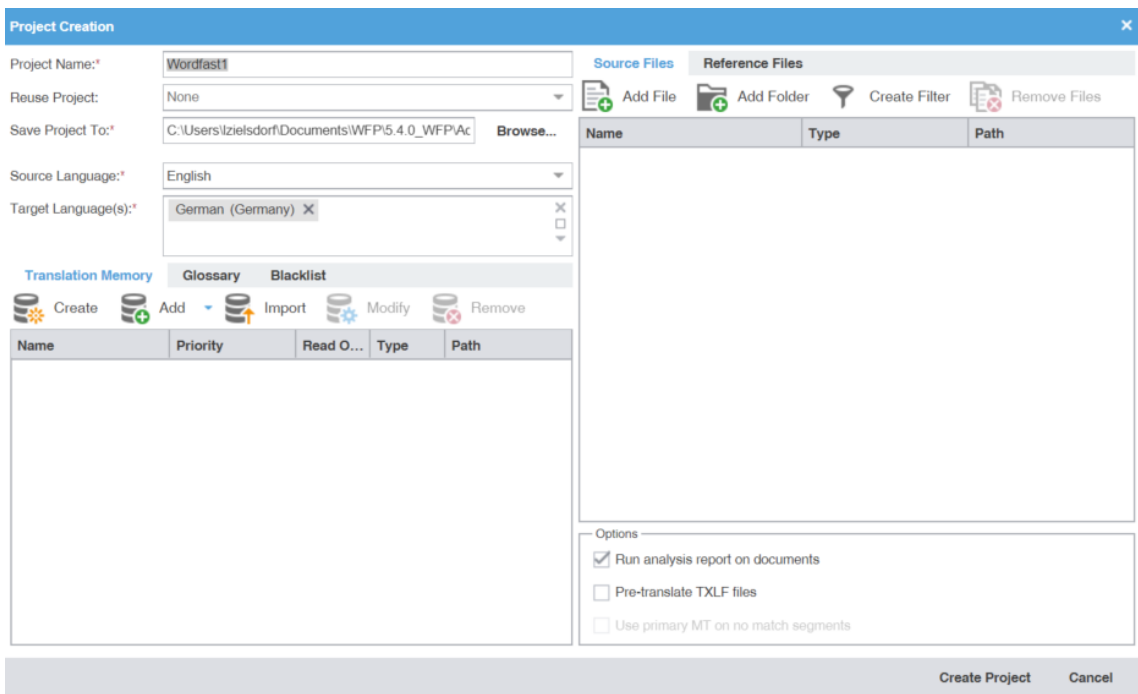 Project Creation
Project Name:*
Wordfast1
Reuse Project:
None
Save Project To:*
C:\Users\lzielsdorf\Documents\WFP\5.4.0_WFP\Ac
Browse...
Source Language:*
English
Target Language(s):*
German (Germany)
Translation Memory Glossary Blacklist
Create Add Import Modify Remove
Name Priority Read O... Type Path
Source Files Reference Files
Add File Add Folder Create Filter Remove Files
Name Type Path
Options
Run analysis report on documents
Pre-translate TXLF files
Use primary MT on no match segments
Create Project Cancel